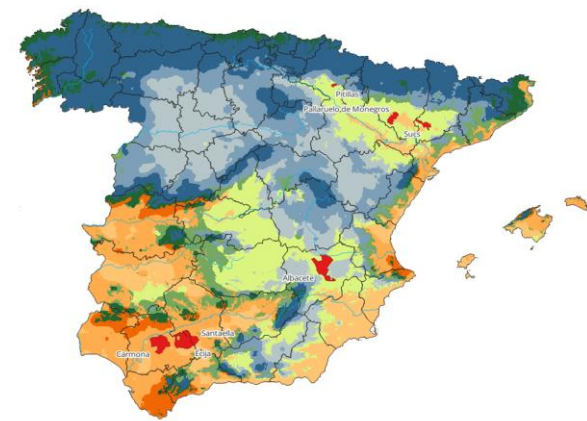 Pitillas
Pallaruelo de Monegros
Sucs
Albacete
Santaella
Carmona
Écija